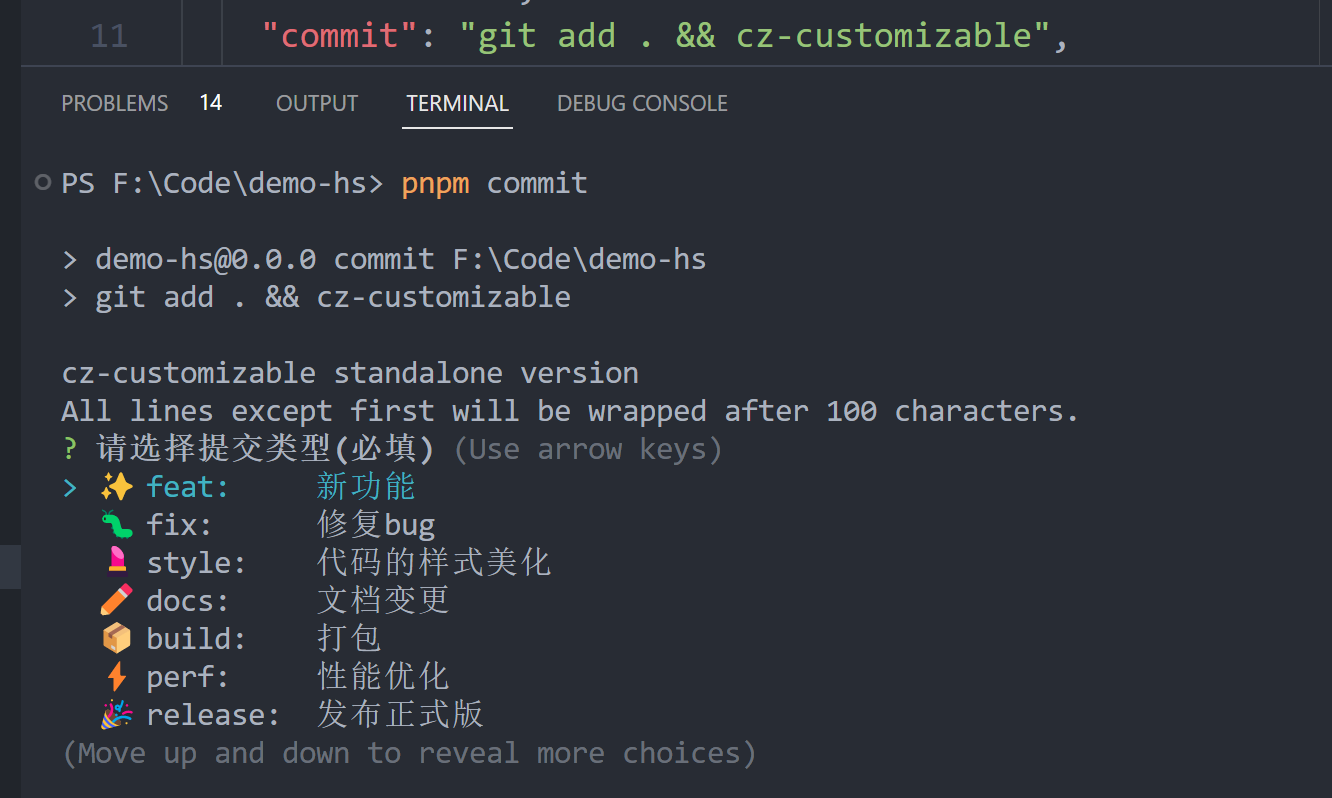 11 "commit": "git add . && cz-customizable",
PROBLEMS 14 OUTPUT TERMINAL DEBUG CONSOLE
PS F:\Code\demo-hs> pnpm commit
> demo-hs@0.0.0 commit F:\Code\demo-hs
> git add . && cz-customizable
cz-customizable standalone version
All lines except first will be wrapped after 100 characters.
? 请选择提交类型(必填) (Use arrow keys)
> ✨ feat: 新功能
🐛 fix: 修复bug
💄 style: 代码的样式美化
✏️ docs: 文档变更
📦 build: 打包
⚡ perf: 性能优化
🎉 release: 发布正式版
(Move up and down to reveal more choices)